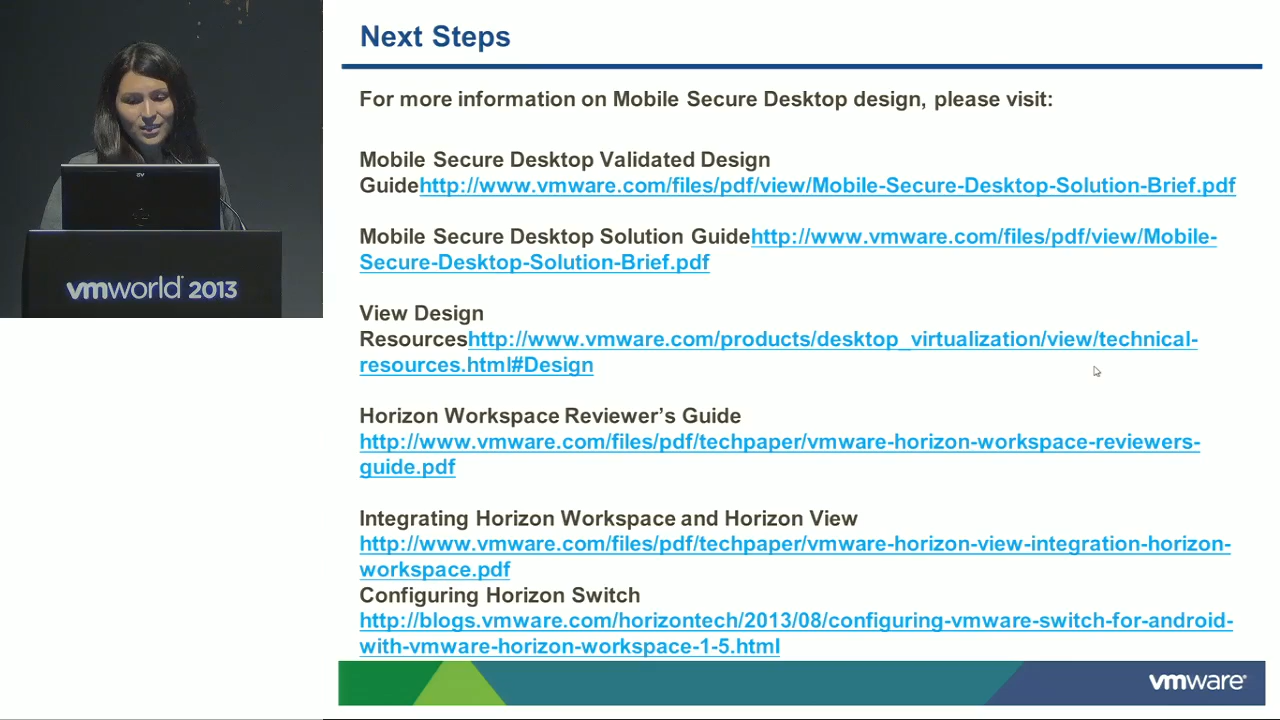 Next Steps
For more information on Mobile Secure Desktop design, please visit:
Mobile Secure Desktop Validated Design
Guidehttp://www.vmware.com/files/pdf/view/Mobile-Secure-Desktop-Solution-Brief.pdf
Mobile Secure Desktop Solution Guidehttp://www.vmware.com/files/pdf/view/Mobile-
Secure-Desktop-Solution-Brief.pdf
View Design
Resourceshttp://www.vmware.com/products/desktop_virtualization/view/technical-
resources.html#Design
Horizon Workspace Reviewer’s Guide
http://www.vmware.com/files/pdf/techpaper/vmware-horizon-workspace-reviewers-
guide.pdf
Integrating Horizon Workspace and Horizon View
http://www.vmware.com/files/pdf/techpaper/vmware-horizon-view-integration-horizon-
workspace.pdf
Configuring Horizon Switch
http://blogs.vmware.com/horizontech/2013/08/configuring-vmware-switch-for-android-
with-vmware-horizon-workspace-1-5.html
vmware®
vmworld® 2013